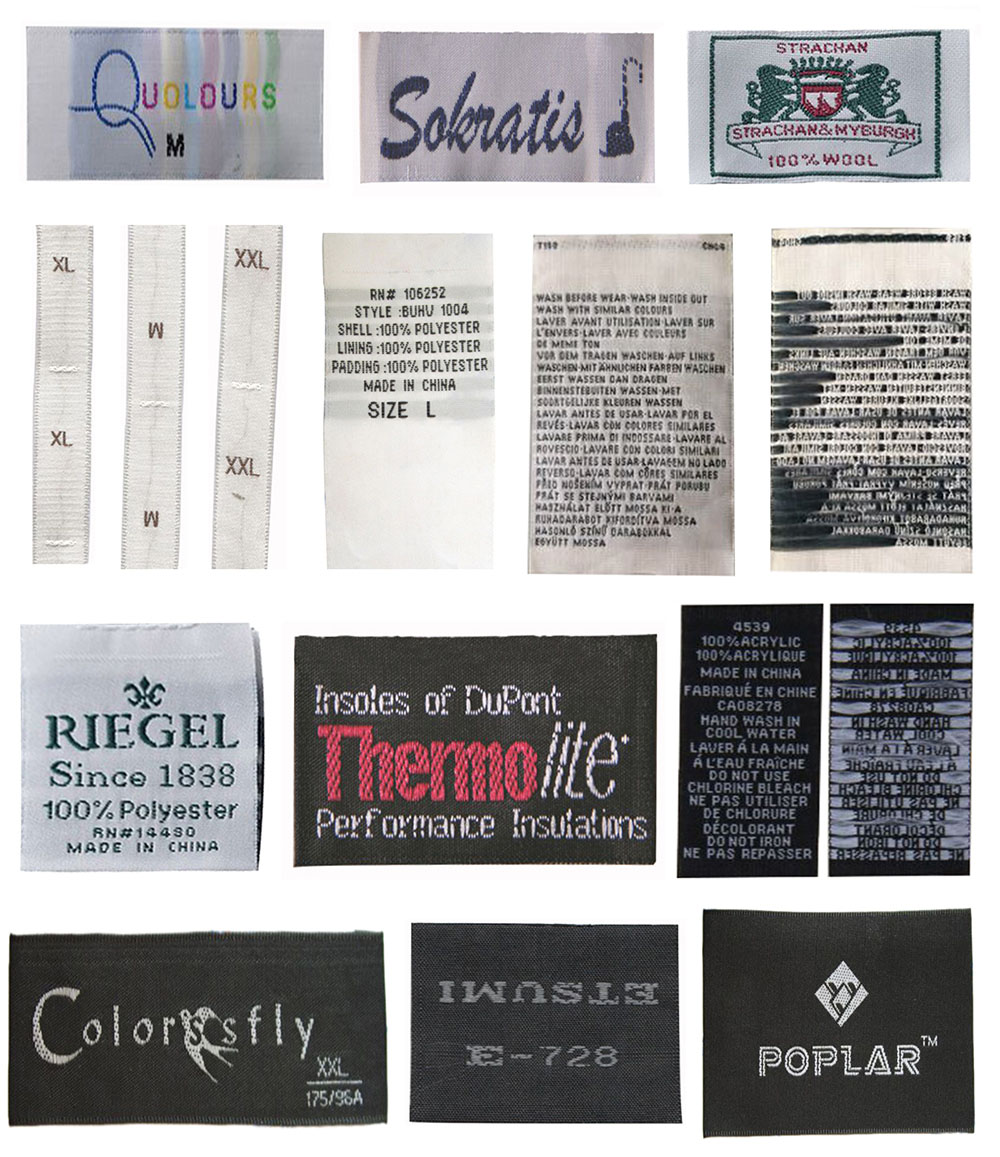 QUOLOURS
M
Sokratis
STRACHAN
STRACHAN&MYBURGH
100%WOOL
XL
XL
M
M
XXL
XXL
RN# 106252
STYLE :BUHV 1004
SHELL :100% POLYESTER
LINING :100% POLYESTER
PADDING :100% POLYESTER
MADE IN CHINA
SIZE L
WASH BEFORE WEAR·WASH INSIDE OUT
WASH WITH SIMILAR COLOURS
LAVER AVANT UTILISATION·LAVER SUR
L'ENVERS·LAVER AVEC COULEURS
DE MEME TON
VOR DEM TRAGEN WASCHEN·AUF LINKS
WASCHEN·MIT ÄHNLICHEN FARBEN WASCHEN
EERST WASSEN DAN DRAGEN
BINNENSTEBUITEN WASSEN·MET
SOORTGELIJKE KLEUREN WASSEN
LAVAR ANTES DE USAR·LAVAR POR EL
REVÉS·LAVAR CON COLORES SIMILARES
LAVARE PRIMA DI INDOSSARE·LAVARE AL
ROVESCIO·LAVARE CON COLORI SIMILARI
LAVAR ANTES DE USAR·LAVAGEM NO LADO
REVERSO·LAVAR COM CÔRES SIMILARES
PŘED NOŠENÍM VYPRAT·PRÁT PORUBU
PRÁT SE STEJNÝMI BARVAMI
HASZNÁLAT ELŐTT MOSSA KI·A
RUHADARABOT KIFORDÍTVA MOSSA
HASONLÓ SZÍNŰ DARABOKKAL
EGYÜTT MOSSA
RIEGEL
Since 1838
100% Polyester
RN#14430
MADE IN CHINA
Insoles of DuPont
Thermolite
Performance Insulations
4539
100%ACRYLIC
100%ACRYLIQUE
MADE IN CHINA
FABRIQUÉ EN CHINE
CA08278
HAND WASH IN
COOL WATER
LAVER Á LA MAIN
Á L'EAU FRAÎCHE
DO NOT USE
CHLORINE BLEACH
NE PAS UTILISER
DE CHLORURE
DÉCOLORANT
DO NOT IRON
NE PAS REPASSER
Colorssfly
XXL
175/96A
E-728
POPLAR™